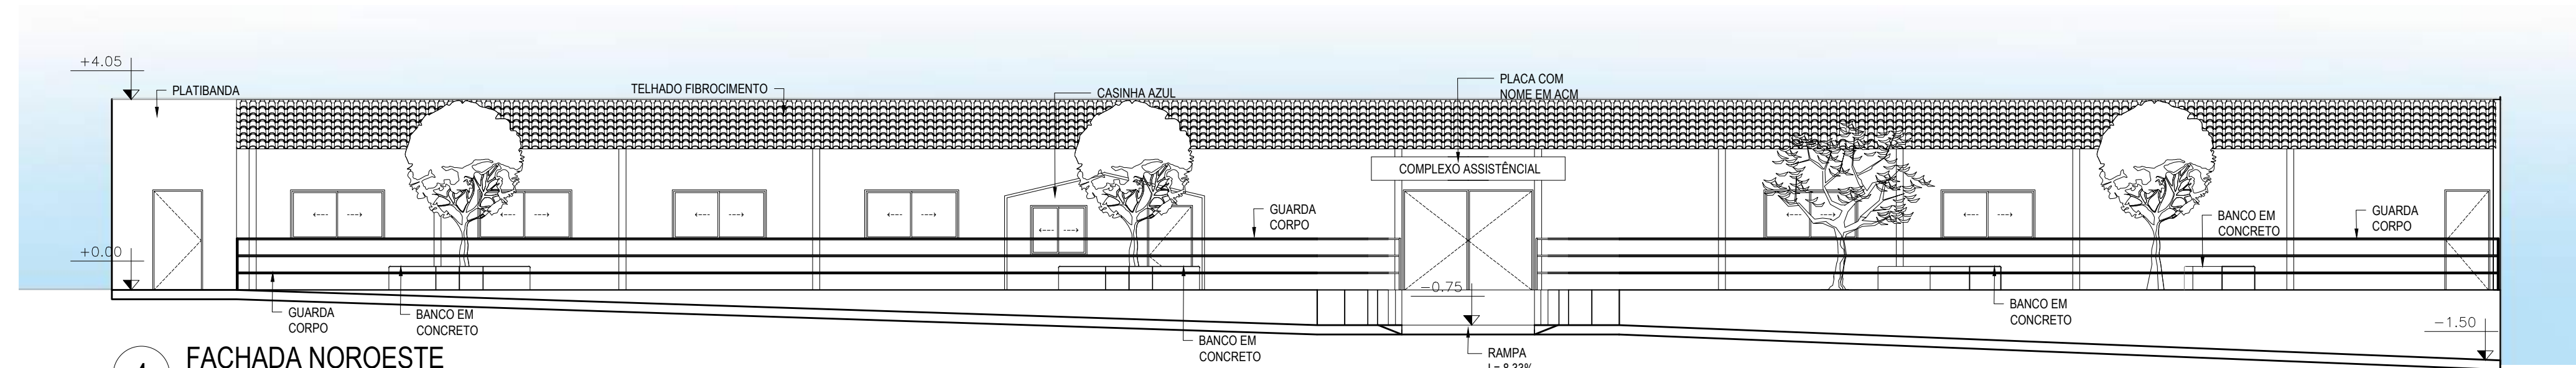 +4.05
PLATIBANDA
TELHADO FIBROCIMENTO
CASINHA AZUL
PLACA COM
NOME EM ACM
COMPLEXO ASSISTÊNCIAL
GUARDA
CORPO
BANCO EM
CONCRETO
GUARDA
CORPO
+0.00
-0.75
GUARDA
CORPO
BANCO EM
CONCRETO
BANCO EM
CONCRETO
BANCO EM
CONCRETO
-1.50
RAMPA
I = 8,33%
FACHADA NOROESTE